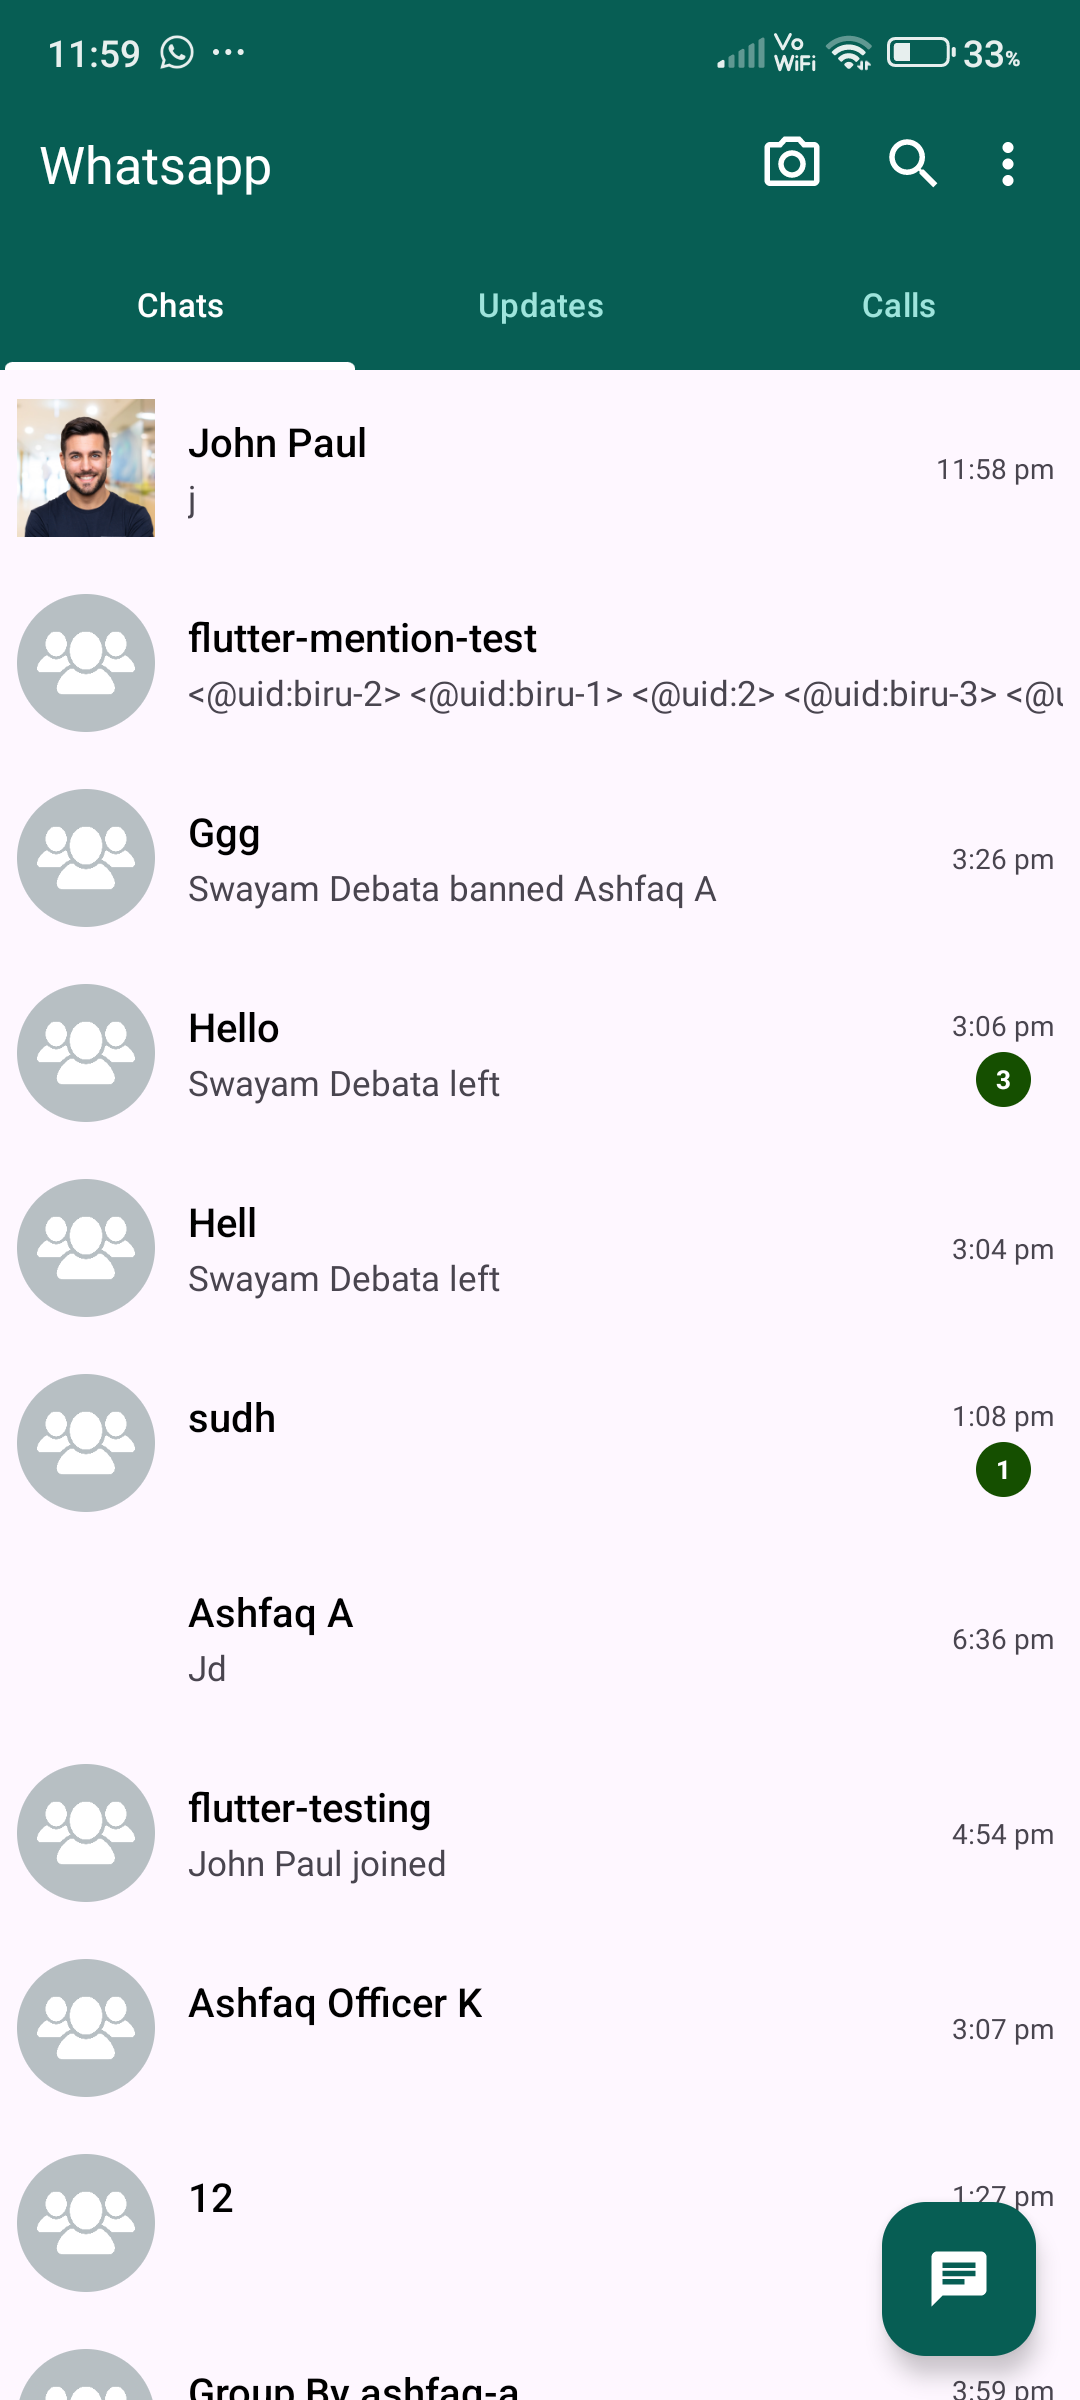 11:59 ... Vo WiFi 33%
Whatsapp
Chats Updates Calls
John Paul
11:58 pm
j
flutter-mention-test
<@uid:biru-2> <@uid:biru-1> <@uid:2> <@uid:biru-3> <@u
Ggg
3:26 pm
Swayam Debata banned Ashfaq A
Hello
3:06 pm
Swayam Debata left
3
Hell
3:04 pm
Swayam Debata left
sudh
1:08 pm
1
Ashfaq A
6:36 pm
Jd
flutter-testing
4:54 pm
John Paul joined
Ashfaq Officer K
3:07 pm
12
1:27 pm
Group By ashfaq-a
3:59 pm